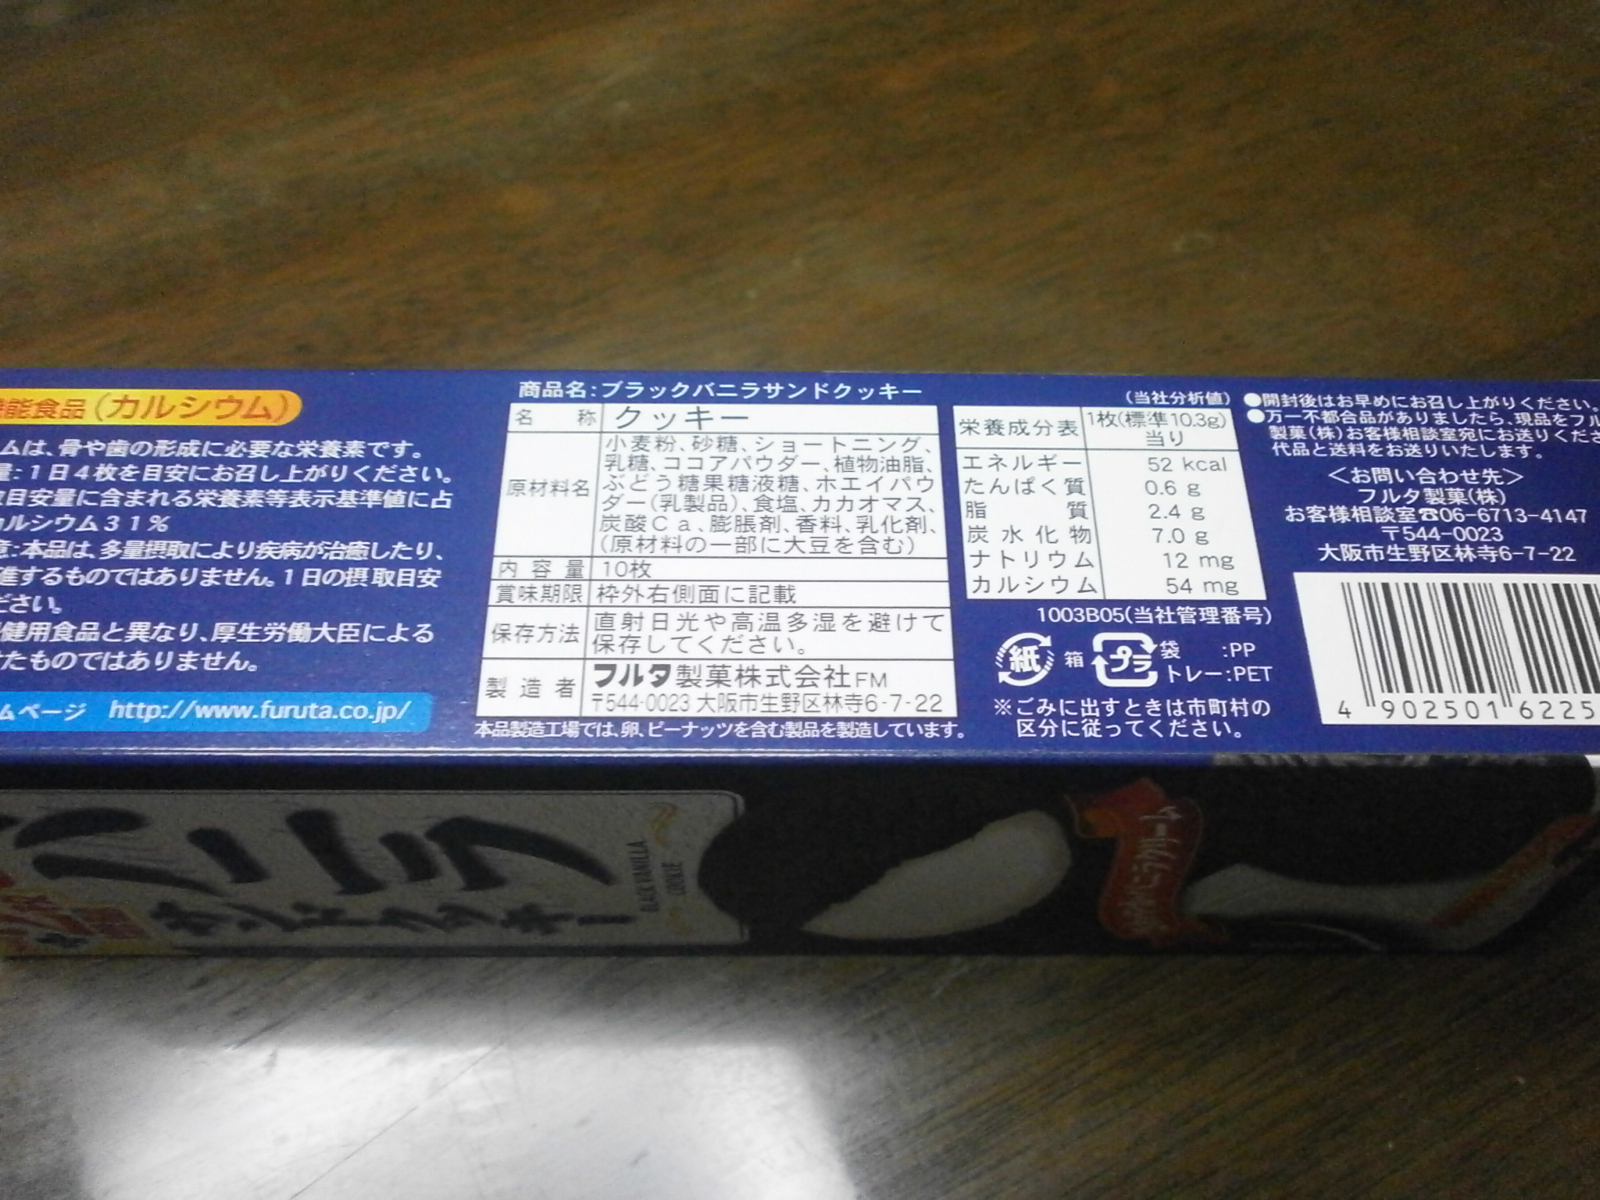 能食品(カルシウム)
ムは、骨や歯の形成に必要な栄養素です。
量:1日4枚を目安にお召し上がりください。
目安量に含まれる栄養素等表示基準値に占
カルシウム31%
意:本品は、多量摂取により疾病が治癒したり、
進するものではありません。1日の摂取目安
ださい。
健用食品と異なり、厚生労働大臣による
たものではありません。
ムページ http://www.furuta.co.jp/
商品名:ブラックバニラサンドクッキー
名称 クッキー
原材料名 小麦粉、砂糖、ショートニング、
乳糖、ココアパウダー、植物油脂、
ぶどう糖果糖液糖、ホエイパウ
ダー(乳製品)、食塩、カカオマス、
炭酸Ca、膨脹剤、香料、乳化剤、
(原材料の一部に大豆を含む)
内容量 10枚
賞味期限 枠外右側面に記載
保存方法 直射日光や高温多湿を避けて
保存してください。
製造者 フルタ製菓株式会社FM
〒544-0023 大阪市生野区林寺6-7-22
本品製造工場では、卵、ピーナッツを含む製品を製造しています。
(当社分析値)
栄養成分表 1枚(標準10.3g)
当り
エネルギー 52 kcal
たんぱく質 0.6 g
脂質 2.4 g
炭水化物 7.0 g
ナトリウム 12 mg
カルシウム 54 mg
1003B05(当社管理番号)
紙 箱 プラ 袋 :PP
トレー:PET
※ごみに出すときは市町村の
区分に従ってください。
●開封後はお早めにお召し上がりください。
●万一不都合品がありましたら、現品をフル
製菓(株)お客様相談室宛にお送りくださ
代品と送料をお送りいたします。
<お問い合わせ先>
フルタ製菓(株)
お客様相談室☎06-6713-4147
〒544-0023
大阪市生野区林寺6-7-22
4 902501 6225
バニラ
サンドクッキー
BLACK VANILLA
COOKIE